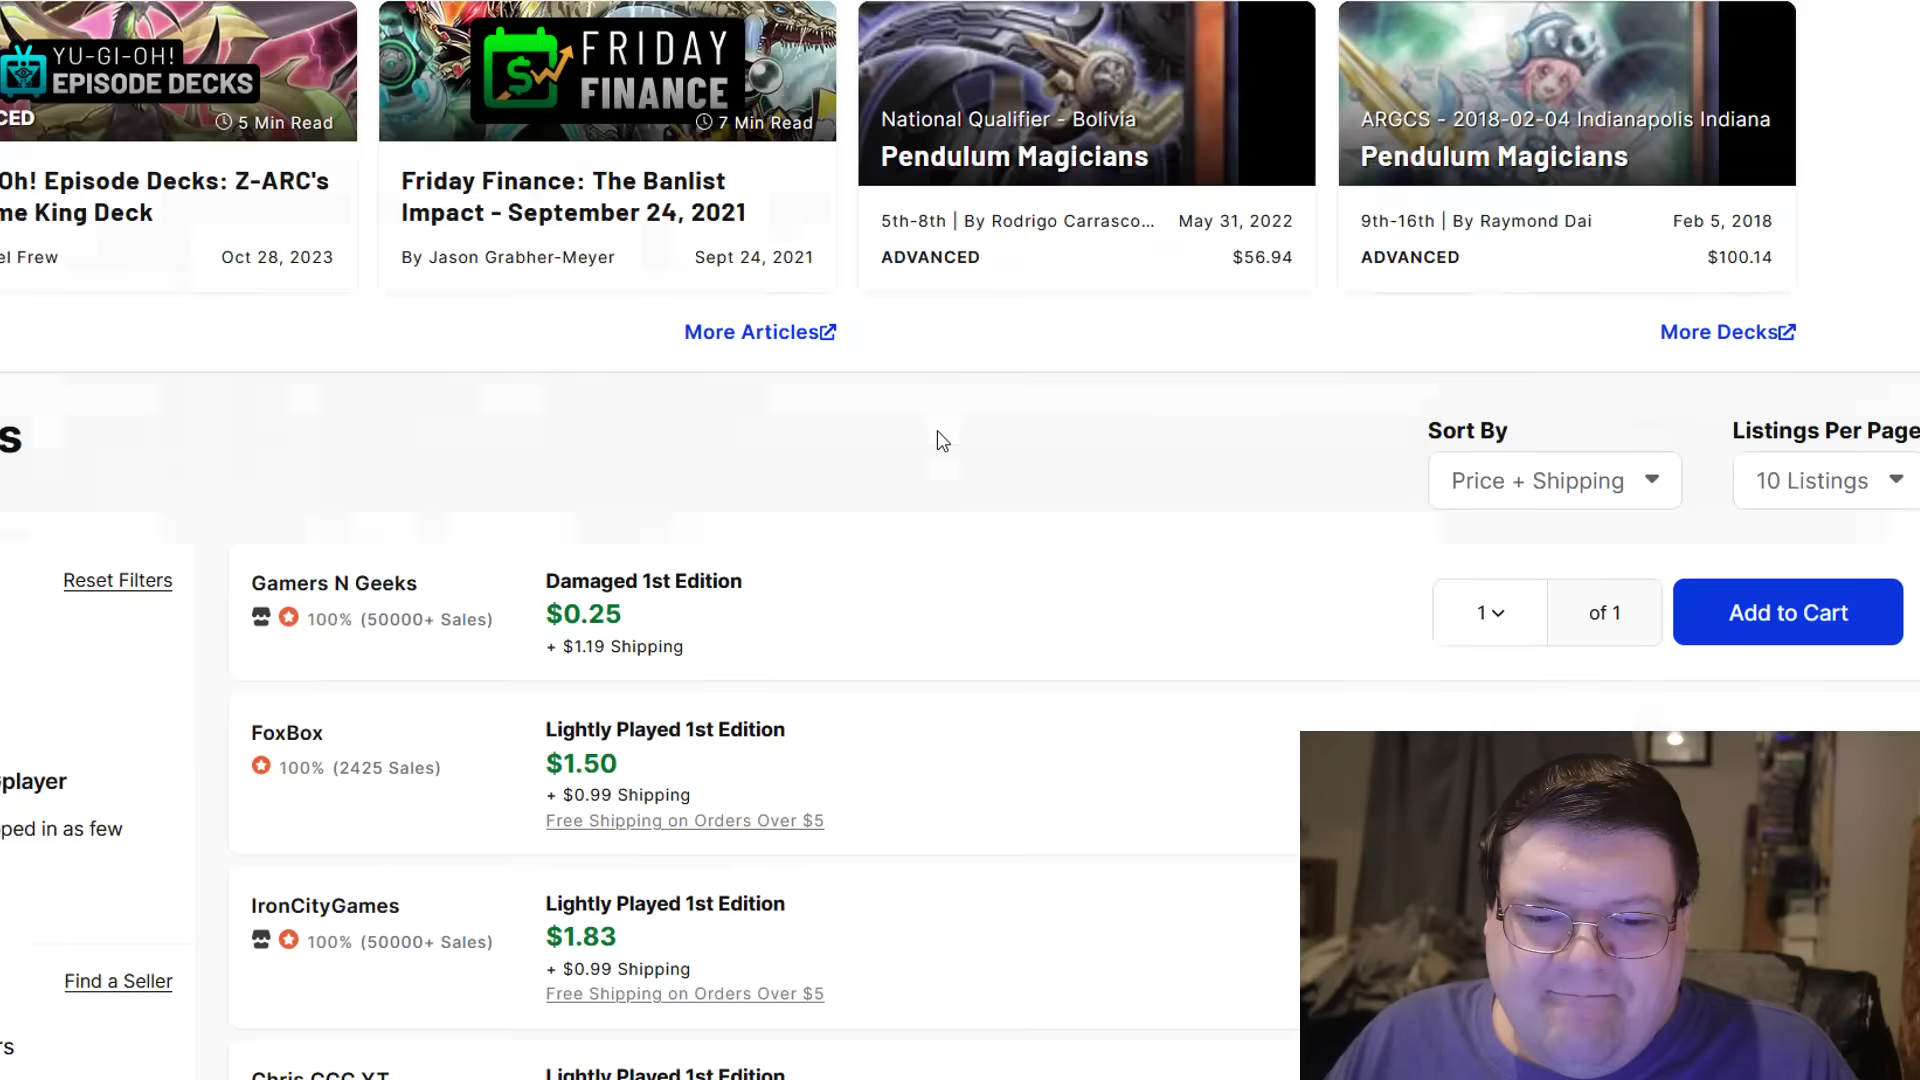 YU-GI-OH!
EPISODE DECKS
CED
5 Min Read
Oh! Episode Decks: Z-ARC's
me King Deck
el Frew
Oct 28, 2023
FRIDAY
FINANCE
7 Min Read
Friday Finance: The Banlist
Impact - September 24, 2021
By Jason Grabher-Meyer
Sept 24, 2021
National Qualifier - Bolivia
Pendulum Magicians
5th-8th | By Rodrigo Carrasco...
May 31, 2022
ADVANCED
$56.94
ARGCS - 2018-02-04 Indianapolis Indiana
Pendulum Magicians
9th-16th | By Raymond Dai
Feb 5, 2018
ADVANCED
$100.14
More Articles
More Decks
s
Sort By
Price + Shipping
Listings Per Page
10 Listings
Reset Filters
player
ped in as few
Find a Seller
rs
Gamers N Geeks
100% (50000+ Sales)
Damaged 1st Edition
$0.25
+ $1.19 Shipping
1
of 1
Add to Cart
FoxBox
100% (2425 Sales)
Lightly Played 1st Edition
$1.50
+ $0.99 Shipping
Free Shipping on Orders Over $5
IronCityGames
100% (50000+ Sales)
Lightly Played 1st Edition
$1.83
+ $0.99 Shipping
Free Shipping on Orders Over $5
Chris CCG YT
Lightly Played 1st Edition